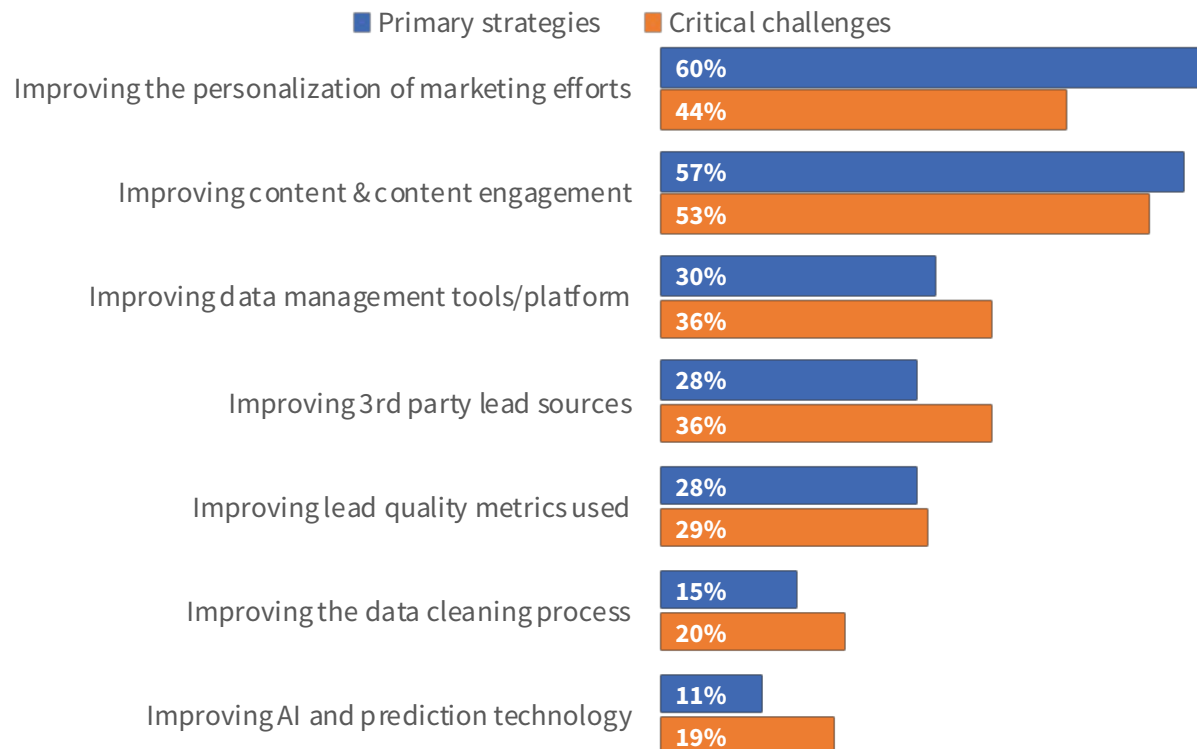 Primary strategies Critical challenges
Improving the personalization of marketing efforts
60%
44%
Improving content & content engagement
57%
53%
Improving data management tools/platform
30%
36%
Improving 3rd party lead sources
28%
36%
Improving lead quality metrics used
28%
29%
Improving the data cleaning process
15%
20%
Improving AI and prediction technology
11%
19%